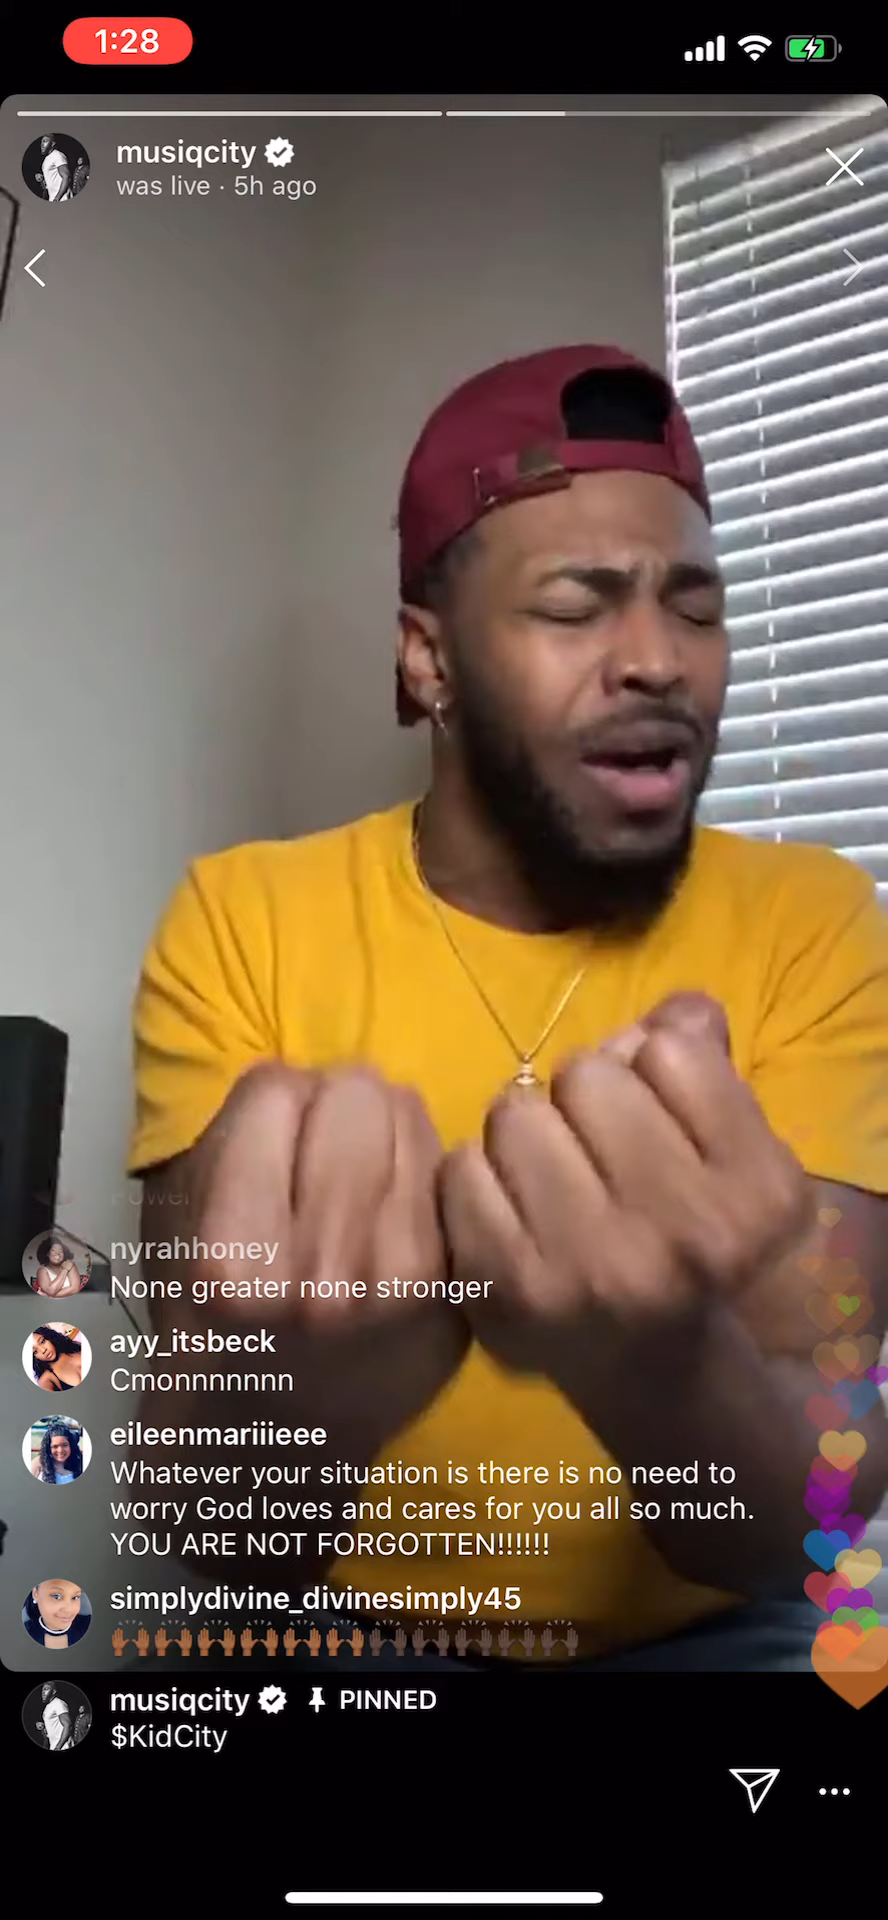 1:28
musiqcity
was live · 5h ago
Power
nyrahhoney
None greater none stronger
ayy_itsbeck
Cmonnnnnnn
eileenmariiieee
Whatever your situation is there is no need to
worry God loves and cares for you all so much.
YOU ARE NOT FORGOTTEN!!!!!!
simplydivine_divinesimply45
🙌🏾🙌🏾🙌🏾🙌🏾🙌🏾🙌🏾🙌🏿🙌🏿🙌🏿🙌🏿🙌🏿
musiqcity PINNED
$KidCity